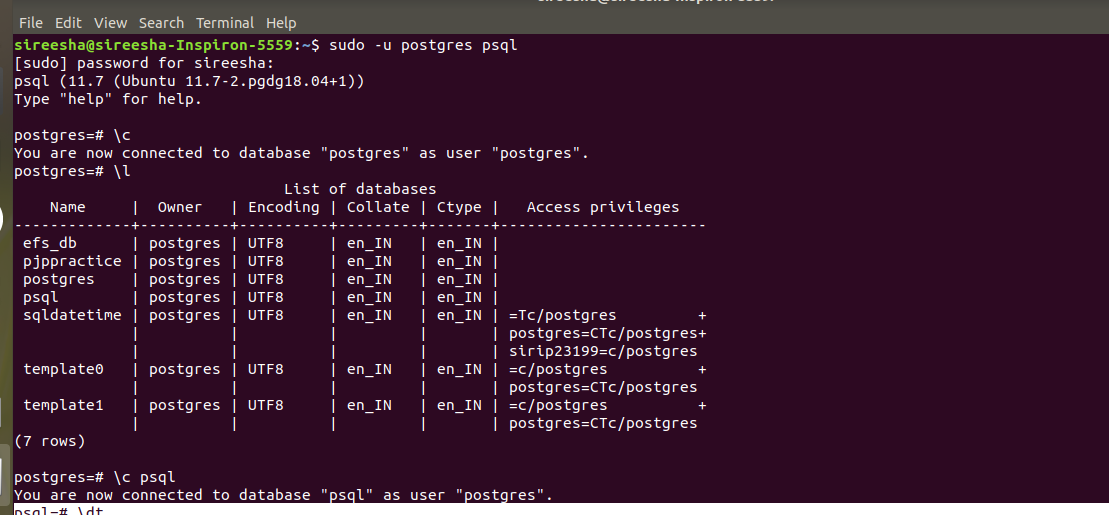 File Edit View Search Terminal Help
sireesha@sireesha-Inspiron-5559:~$ sudo -u postgres psql
[sudo] password for sireesha:
psql (11.7 (Ubuntu 11.7-2.pgdg18.04+1))
Type "help" for help.

postgres=# \c
You are now connected to database "postgres" as user "postgres".
postgres=# \l
                              List of databases
    Name     |  Owner   | Encoding | Collate | Ctype |   Access privileges
-------------+----------+----------+---------+-------+-----------------------
 efs_db      | postgres | UTF8     | en_IN   | en_IN |
 pjppractice | postgres | UTF8     | en_IN   | en_IN |
 postgres    | postgres | UTF8     | en_IN   | en_IN |
 psql        | postgres | UTF8     | en_IN   | en_IN |
 sqldatetime | postgres | UTF8     | en_IN   | en_IN | =Tc/postgres         +
             |          |          |         |       | postgres=CTc/postgres+
             |          |          |         |       | sirip23199=c/postgres
 template0   | postgres | UTF8     | en_IN   | en_IN | =c/postgres          +
             |          |          |         |       | postgres=CTc/postgres
 template1   | postgres | UTF8     | en_IN   | en_IN | =c/postgres          +
             |          |          |         |       | postgres=CTc/postgres
(7 rows)

postgres=# \c psql
You are now connected to database "psql" as user "postgres".
psql=# \dt